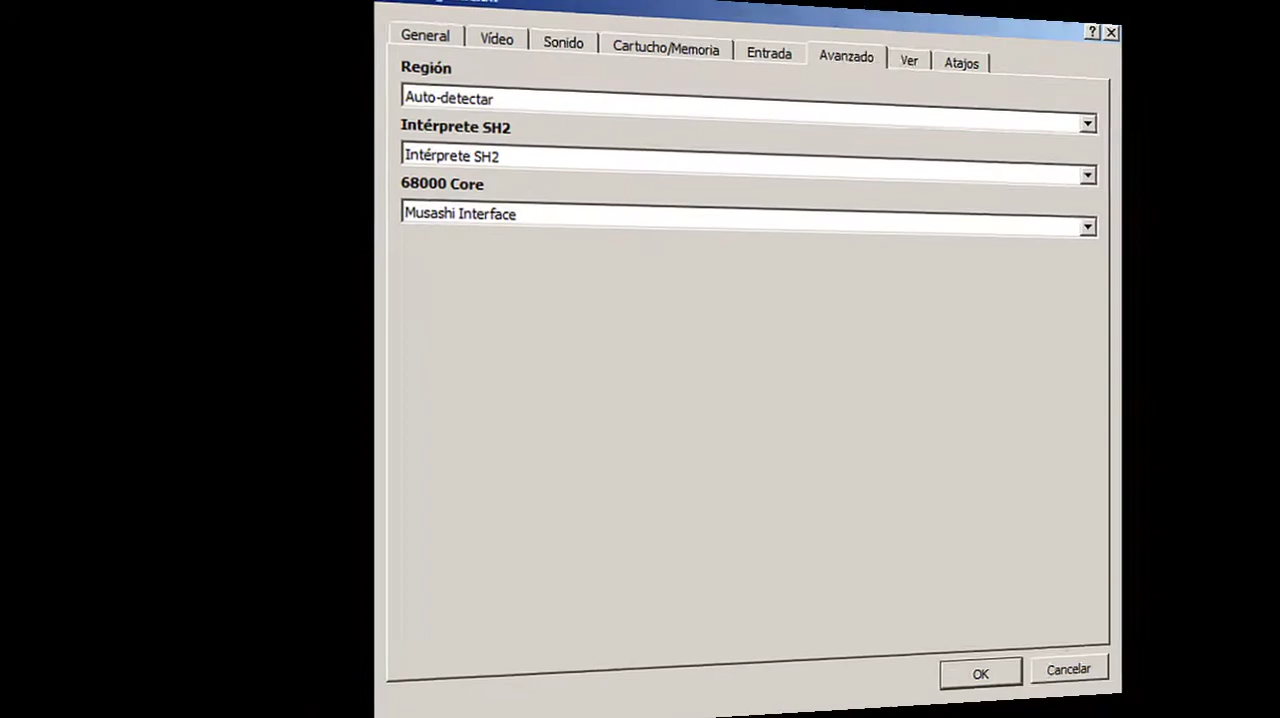 General Vídeo Sonido Cartucho/Memoria Entrada Avanzado Ver Atajos
Región
Auto-detectar
Intérprete SH2
Intérprete SH2
68000 Core
Musashi Interface
OK Cancelar